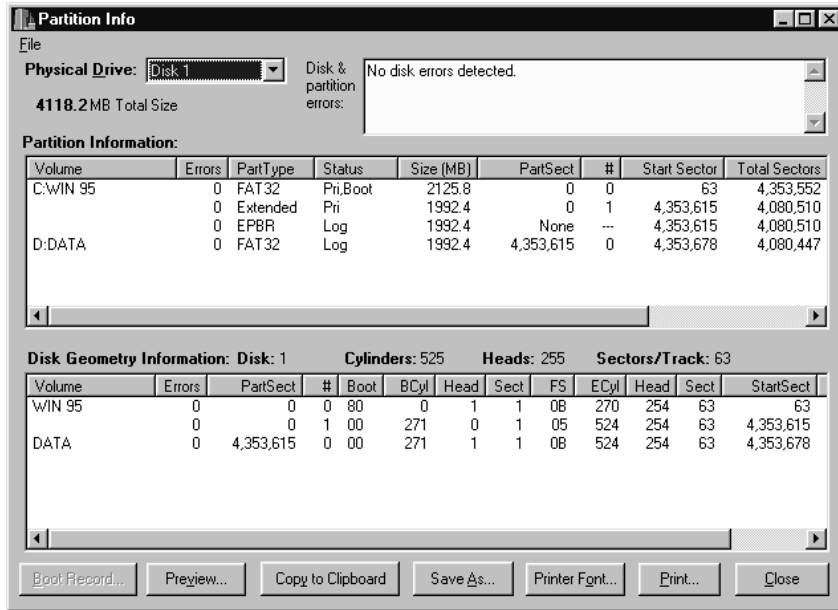 Partition Info
File
Physical Drive: Disk 1
4118.2 MB Total Size
Disk & partition errors:
No disk errors detected.
Partition Information:
Volume Errors PartType Status Size (MB) PartSect # Start Sector Total Sectors
C:WIN 95 0 FAT32 Pri,Boot 2125.8 0 0 63 4,353,552
0 Extended Pri 1992.4 0 1 4,353,615 4,080,510
0 EPBR Log 1992.4 None --- 4,353,615 4,080,510
D:DATA 0 FAT32 Log 1992.4 4,353,615 0 4,353,678 4,080,447
Disk Geometry Information: Disk: 1 Cylinders: 525 Heads: 255 Sectors/Track: 63
Volume Errors PartSect # Boot BCyl Head Sect FS ECyl Head Sect StartSect
WIN 95 0 0 0 80 0 1 1 0B 270 254 63 63
0 0 1 00 271 0 1 05 524 254 63 4,353,615
DATA 0 4,353,615 0 00 271 1 1 0B 524 254 63 4,353,678
Boot Record... Preview... Copy to Clipboard Save As... Printer Font... Print... Close